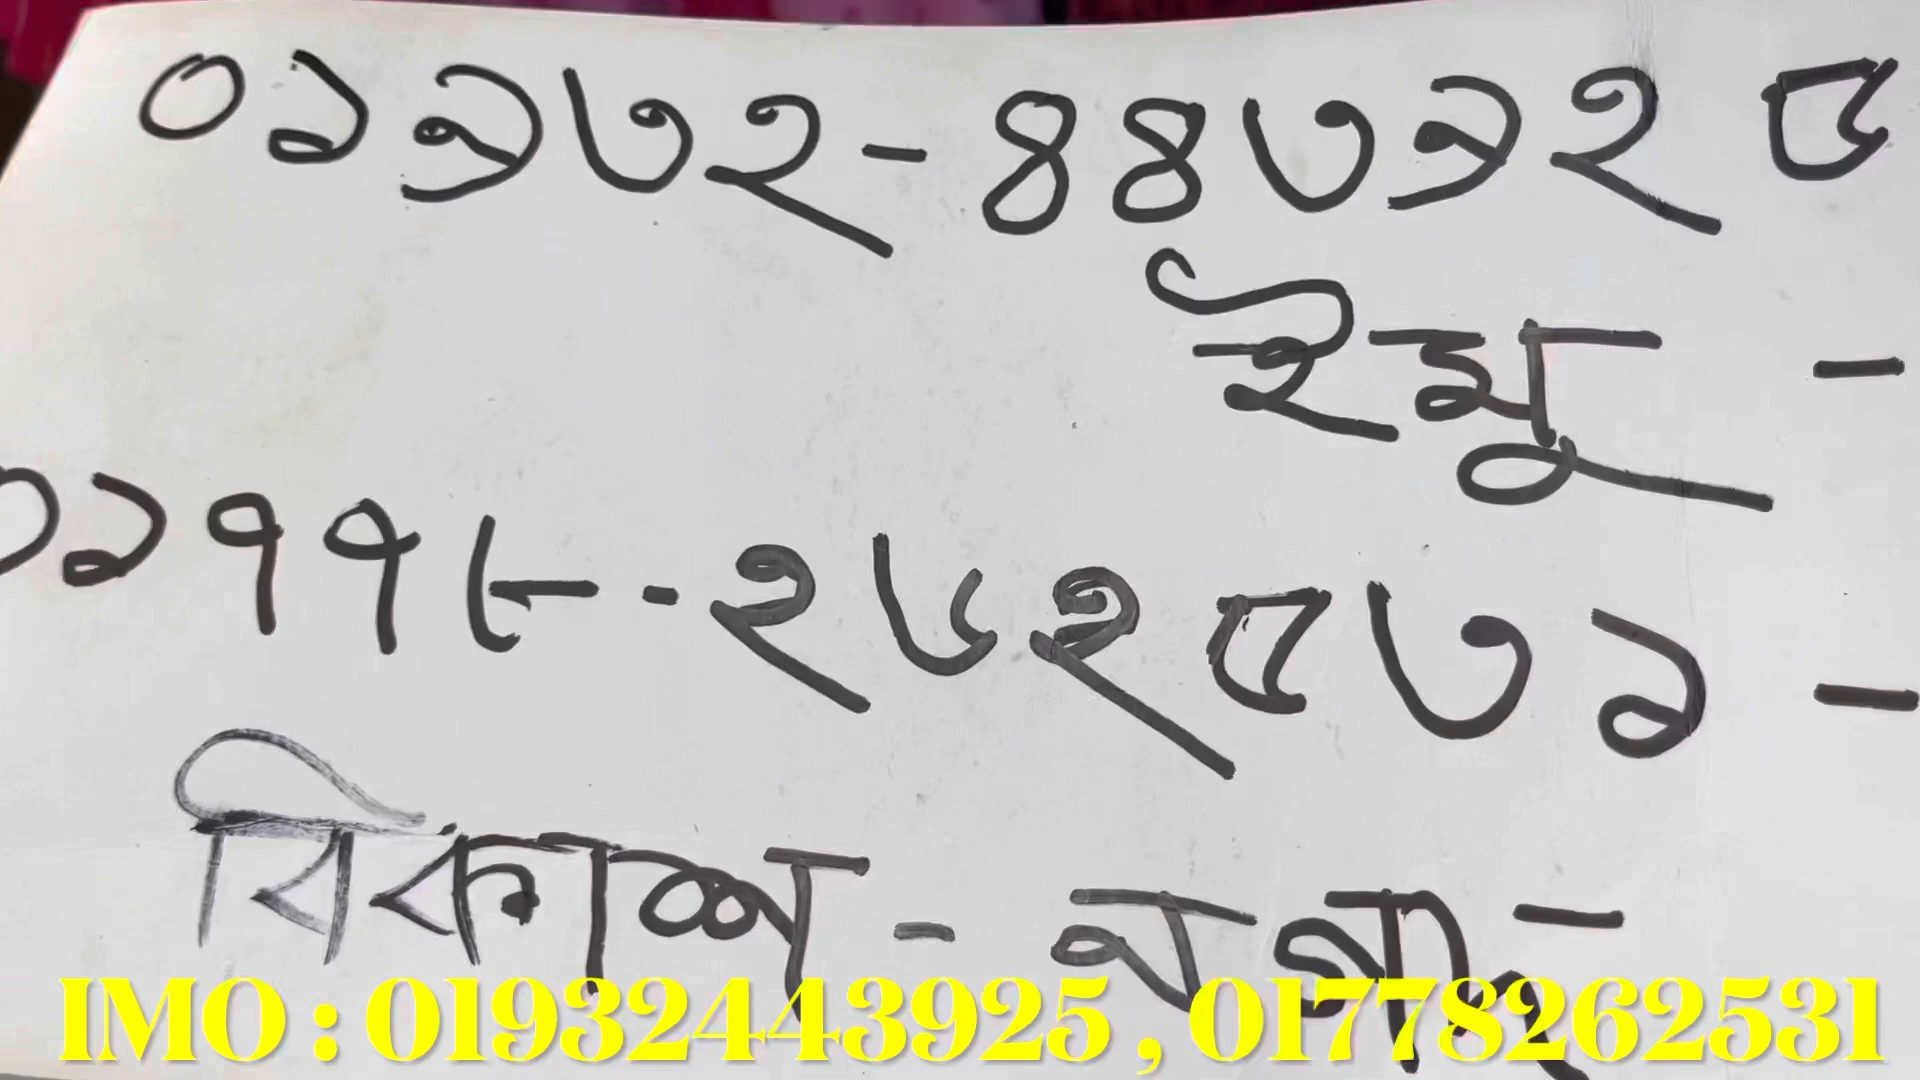 ০১৯৩২-৪৪৩৯২৫
ইমু -
০১৭৭৮-২৬২৫৩১-
বিকাশ - নগদ-
IMO : 01932443925 , 01778262531